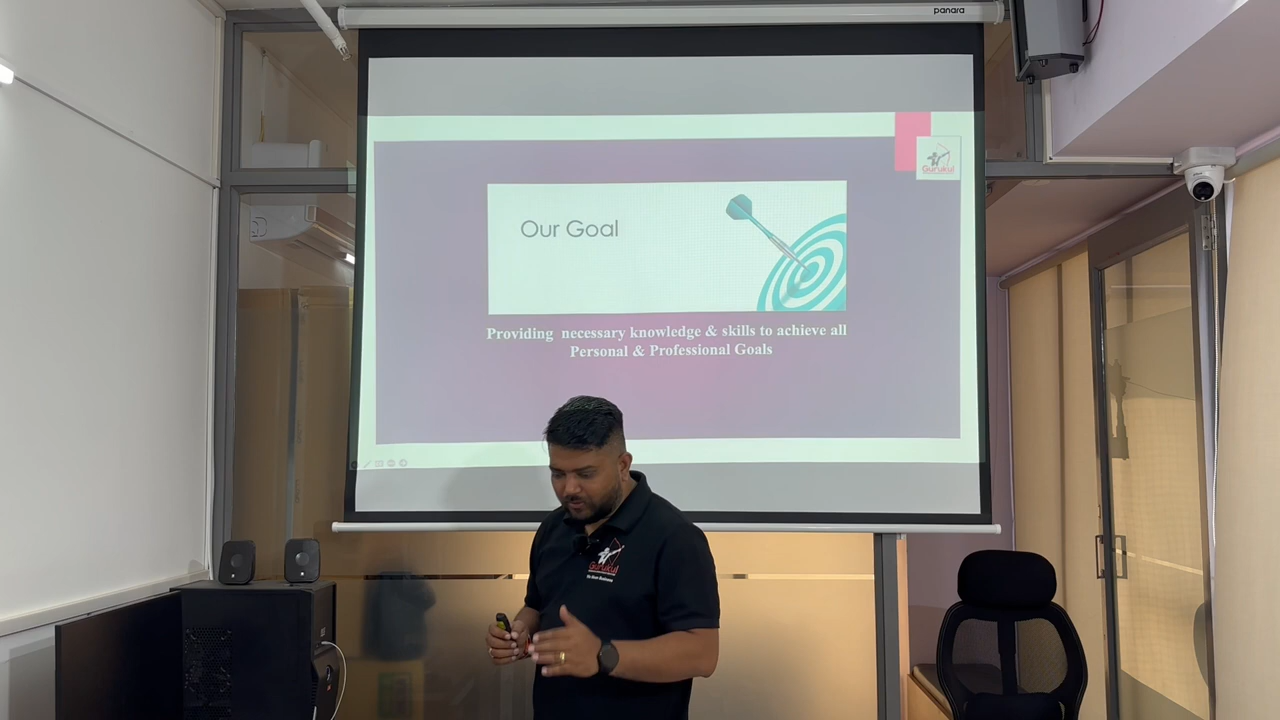 panara
Gurukul
Our Goal
Providing necessary knowledge & skills to achieve all
Personal & Professional Goals
Gurukul